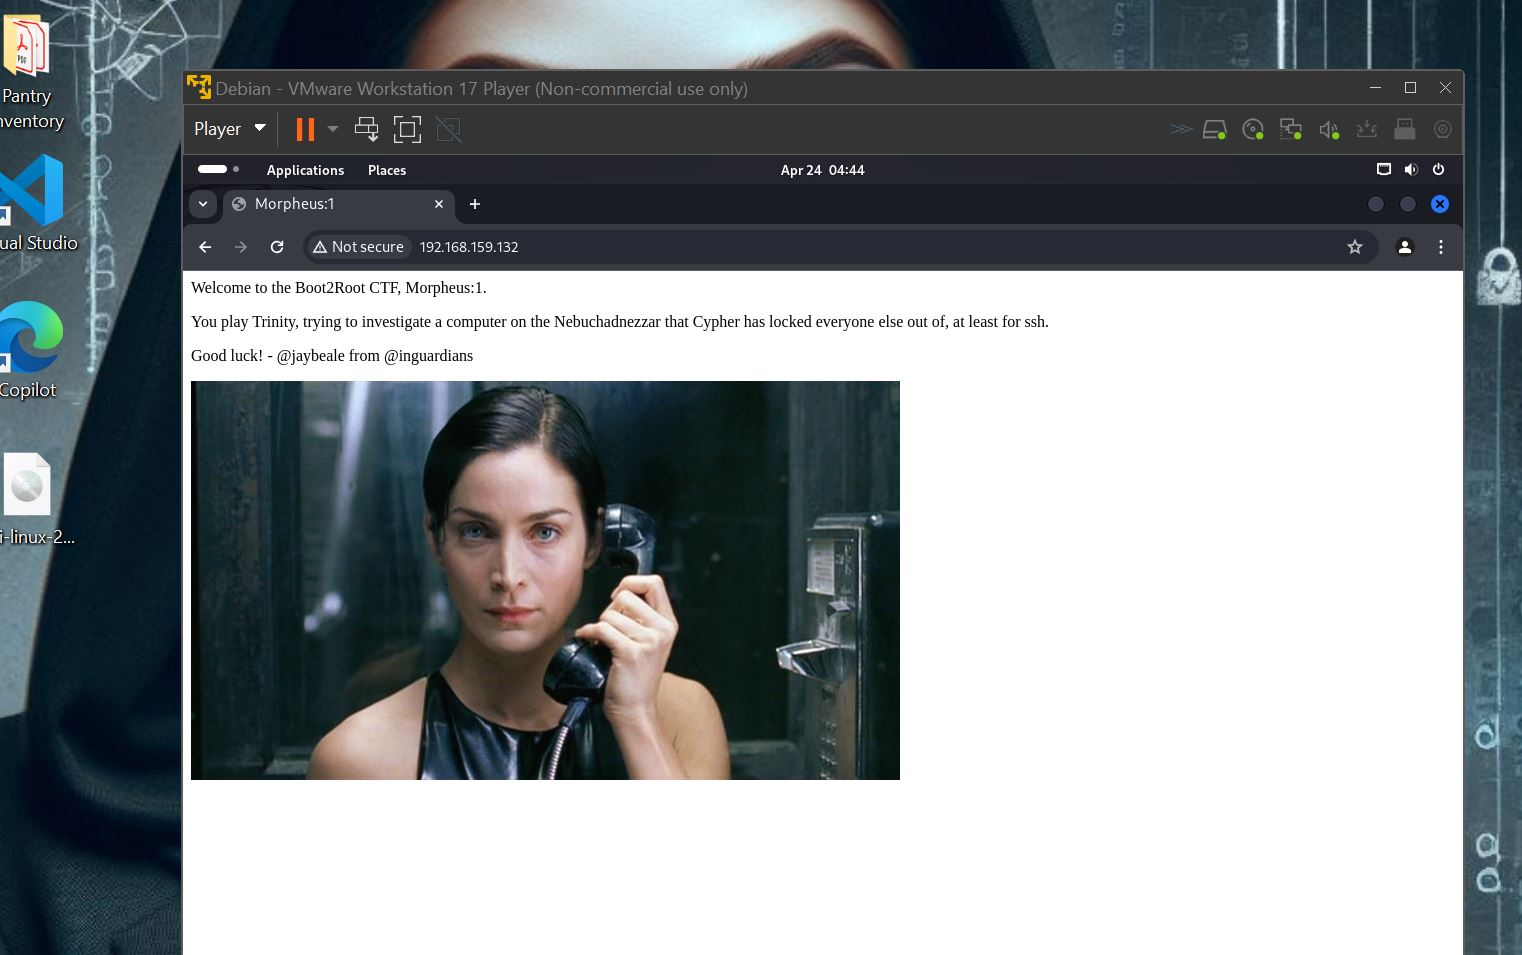 Pantry
Inventory
Debian - VMware Workstation 17 Player (Non-commercial use only)
Player
Applications Places Apr 24 04:44
Morpheus:1
Not secure 192.168.159.132
Welcome to the Boot2Root CTF, Morpheus:1.
You play Trinity, trying to investigate a computer on the Nebuchadnezzar that Cypher has locked everyone else out of, at least for ssh.
Good luck! - @jaybeale from @inguardians
PDF
ual Studio
Copilot
i-linux-2...